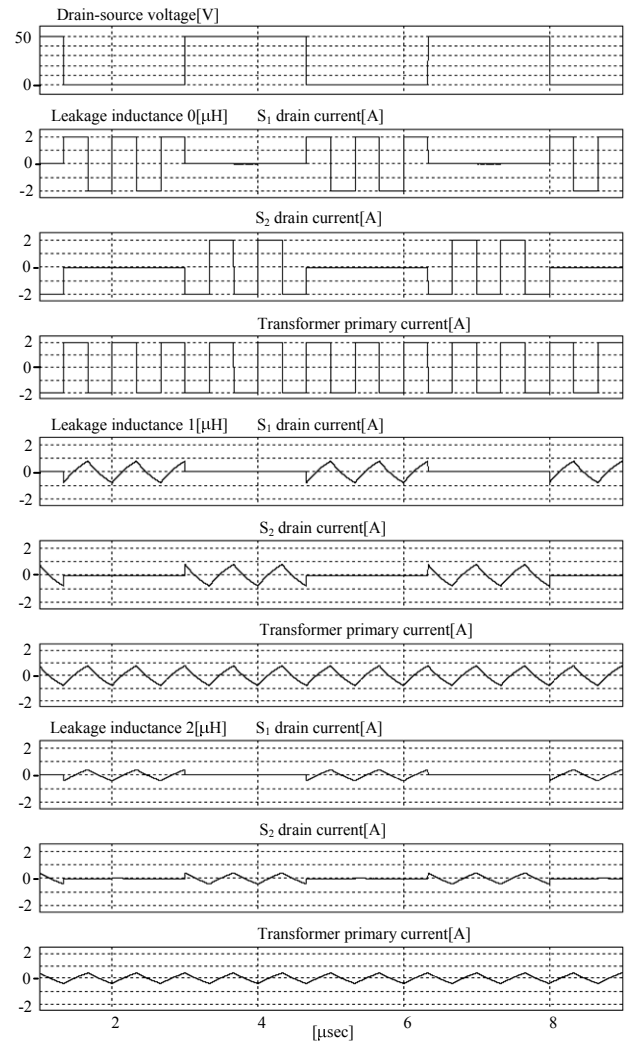 Drain-source voltage[V]
50
0
Leakage inductance 0[μH] S₁ drain current[A]
2
0
-2
S₂ drain current[A]
2
0
-2
Transformer primary current[A]
2
0
-2
Leakage inductance 1[μH] S₁ drain current[A]
2
0
-2
S₂ drain current[A]
2
0
-2
Transformer primary current[A]
2
0
-2
Leakage inductance 2[μH] S₁ drain current[A]
2
0
-2
S₂ drain current[A]
2
0
-2
Transformer primary current[A]
2
0
-2
2 4 6 8
[μsec]